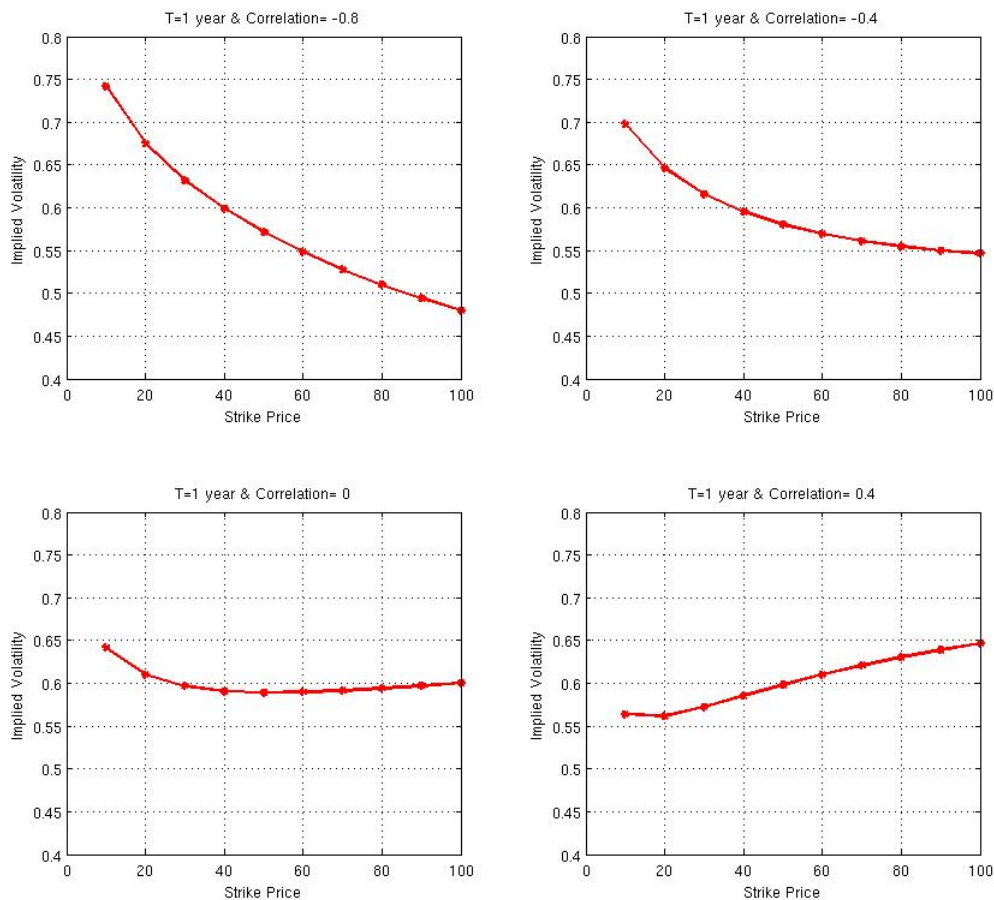 T=1 year & Correlation= -0.8
0.8
0.75
0.7
0.65
0.6
0.55
0.5
0.45
0.4
Implied Volatility
0 20 40 60 80 100
Strike Price
T=1 year & Correlation= -0.4
0.8
0.75
0.7
0.65
0.6
0.55
0.5
0.45
0.4
Implied Volatility
0 20 40 60 80 100
Strike Price
T=1 year & Correlation= 0
0.8
0.75
0.7
0.65
0.6
0.55
0.5
0.45
0.4
Implied Volatility
0 20 40 60 80 100
Strike Price
T=1 year & Correlation= 0.4
0.8
0.75
0.7
0.65
0.6
0.55
0.5
0.45
0.4
Implied Volatility
0 20 40 60 80 100
Strike Price